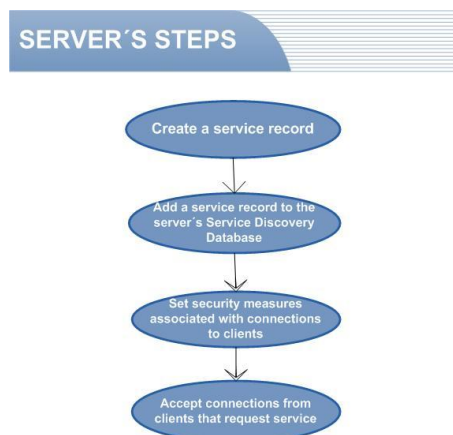 SERVER´S STEPS
Create a service record
Add a service record to the
server´s Service Discovery
Database
Set security measures
associated with connections
to clients
Accept connections from
clients that request service